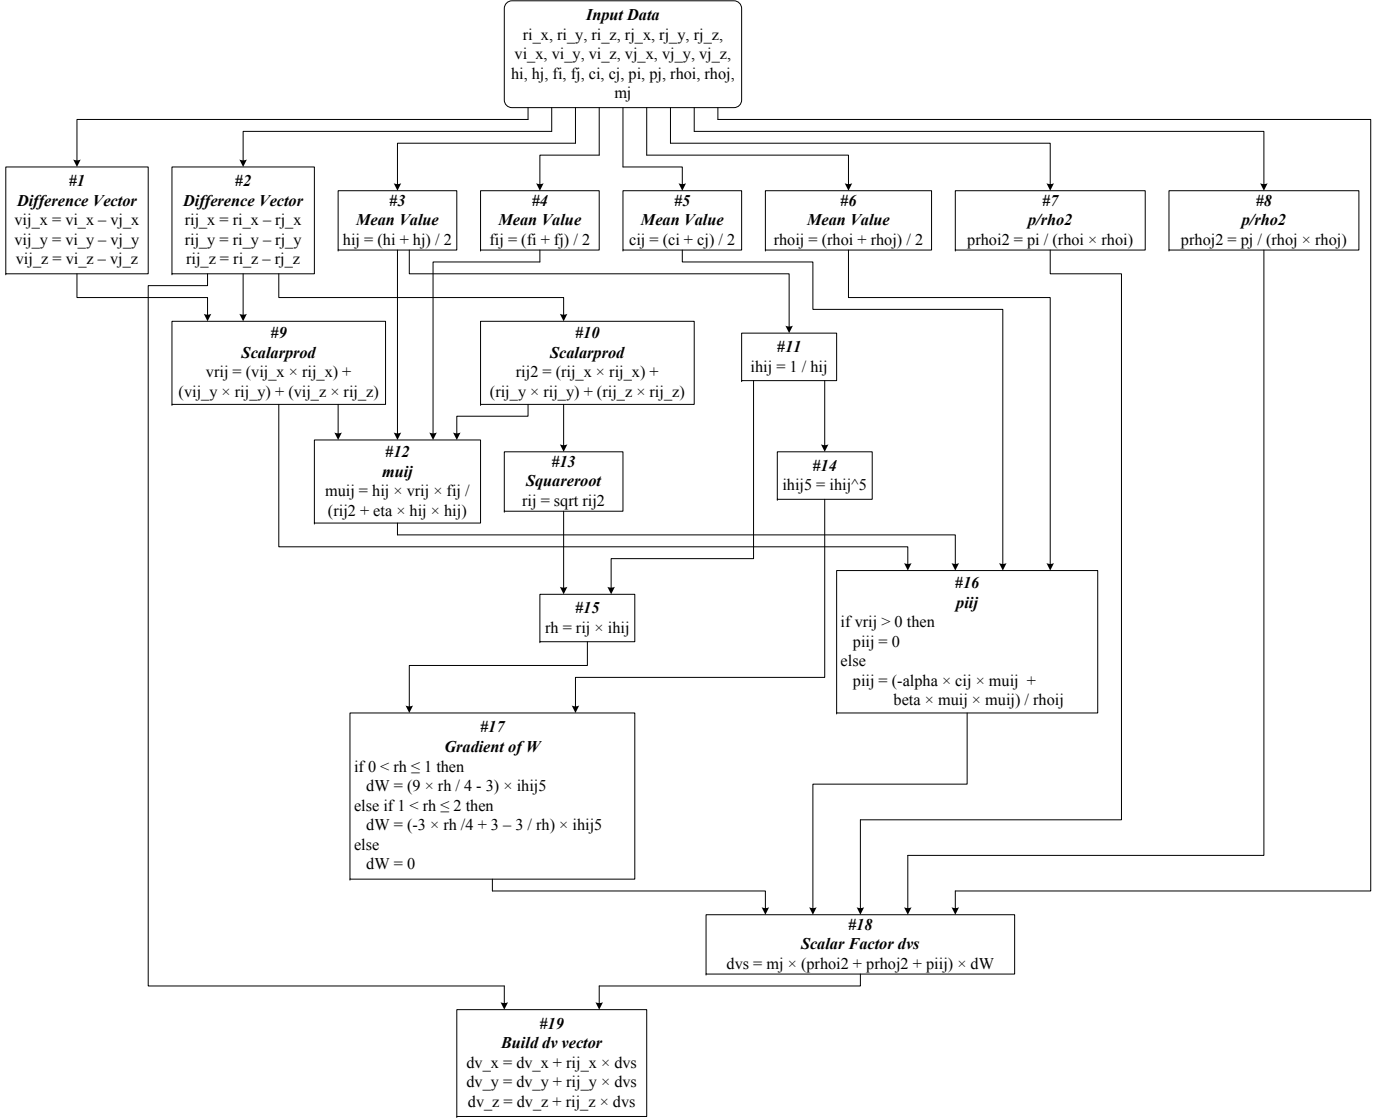 Input Data
ri_x, ri_y, ri_z, rj_x, rj_y, rj_z,
vi_x, vi_y, vi_z, vj_x, vj_y, vj_z,
hi, hj, fi, fj, ci, cj, pi, pj, rhoi, rhoj,
mj
#1
Difference Vector
vij_x = vi_x – vj_x
vij_y = vi_y – vj_y
vij_z = vi_z – vj_z
#2
Difference Vector
rij_x = ri_x – rj_x
rij_y = ri_y – rj_y
rij_z = ri_z – rj_z
#3
Mean Value
hij = (hi + hj) / 2
#4
Mean Value
fij = (fi + fj) / 2
#5
Mean Value
cij = (ci + cj) / 2
#6
Mean Value
rhoij = (rhoi + rhoj) / 2
#7
p/rho2
prhoi2 = pi / (rhoi × rhoi)
#8
p/rho2
prhoj2 = pj / (rhoj × rhoj)
#9
Scalarprod
vrij = (vij_x × rij_x) +
(vij_y × rij_y) + (vij_z × rij_z)
#10
Scalarprod
rij2 = (rij_x × rij_x) +
(rij_y × rij_y) + (rij_z × rij_z)
#11
ihij = 1 / hij
#12
muij
muij = hij × vrij × fij /
(rij2 + eta × hij × hij)
#13
Squareroot
rij = sqrt rij2
#14
ihij5 = ihij^5
#15
rh = rij × ihij
#16
piij
if vrij > 0 then
piij = 0
else
piij = (-alpha × cij × muij +
beta × muij × muij) / rhoij
#17
Gradient of W
if 0 < rh ≤ 1 then
dW = (9 × rh / 4 - 3) × ihij5
else if 1 < rh ≤ 2 then
dW = (-3 × rh /4 + 3 – 3 / rh) × ihij5
else
dW = 0
#18
Scalar Factor dvs
dvs = mj × (prhoi2 + prhoj2 + piij) × dW
#19
Build dv vector
dv_x = dv_x + rij_x × dvs
dv_y = dv_y + rij_y × dvs
dv_z = dv_z + rij_z × dvs